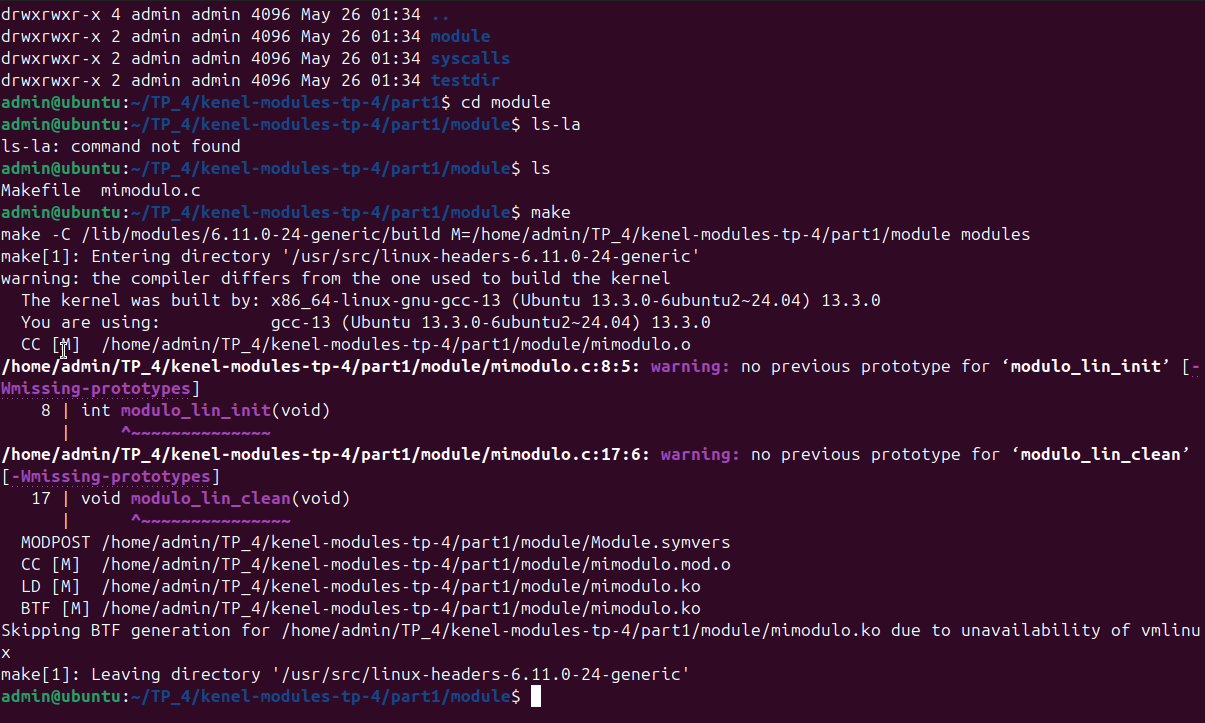 drwxrwxr-x 4 admin admin 4096 May 26 01:34 ..
drwxrwxr-x 2 admin admin 4096 May 26 01:34 module
drwxrwxr-x 2 admin admin 4096 May 26 01:34 syscalls
drwxrwxr-x 2 admin admin 4096 May 26 01:34 testdir
admin@ubuntu:~/TP_4/kenel-modules-tp-4/part1$ cd module
admin@ubuntu:~/TP_4/kenel-modules-tp-4/part1/module$ ls-la
ls-la: command not found
admin@ubuntu:~/TP_4/kenel-modules-tp-4/part1/module$ ls
Makefile  mimodulo.c
admin@ubuntu:~/TP_4/kenel-modules-tp-4/part1/module$ make
make -C /lib/modules/6.11.0-24-generic/build M=/home/admin/TP_4/kenel-modules-tp-4/part1/module modules
make[1]: Entering directory '/usr/src/linux-headers-6.11.0-24-generic'
warning: the compiler differs from the one used to build the kernel
  The kernel was built by: x86_64-linux-gnu-gcc-13 (Ubuntu 13.3.0-6ubuntu2~24.04) 13.3.0
  You are using:           gcc-13 (Ubuntu 13.3.0-6ubuntu2~24.04) 13.3.0
  CC [M]  /home/admin/TP_4/kenel-modules-tp-4/part1/module/mimodulo.o
/home/admin/TP_4/kenel-modules-tp-4/part1/module/mimodulo.c:8:5: warning: no previous prototype for ‘modulo_lin_init’ [-
Wmissing-prototypes]
    8 | int modulo_lin_init(void)
      |     ^~~~~~~~~~~~~~~
/home/admin/TP_4/kenel-modules-tp-4/part1/module/mimodulo.c:17:6: warning: no previous prototype for ‘modulo_lin_clean’
[-Wmissing-prototypes]
   17 | void modulo_lin_clean(void)
      |      ^~~~~~~~~~~~~~~~
  MODPOST /home/admin/TP_4/kenel-modules-tp-4/part1/module/Module.symvers
  CC [M]  /home/admin/TP_4/kenel-modules-tp-4/part1/module/mimodulo.mod.o
  LD [M]  /home/admin/TP_4/kenel-modules-tp-4/part1/module/mimodulo.ko
  BTF [M] /home/admin/TP_4/kenel-modules-tp-4/part1/module/mimodulo.ko
Skipping BTF generation for /home/admin/TP_4/kenel-modules-tp-4/part1/module/mimodulo.ko due to unavailability of vmlinu
x
make[1]: Leaving directory '/usr/src/linux-headers-6.11.0-24-generic'
admin@ubuntu:~/TP_4/kenel-modules-tp-4/part1/module$